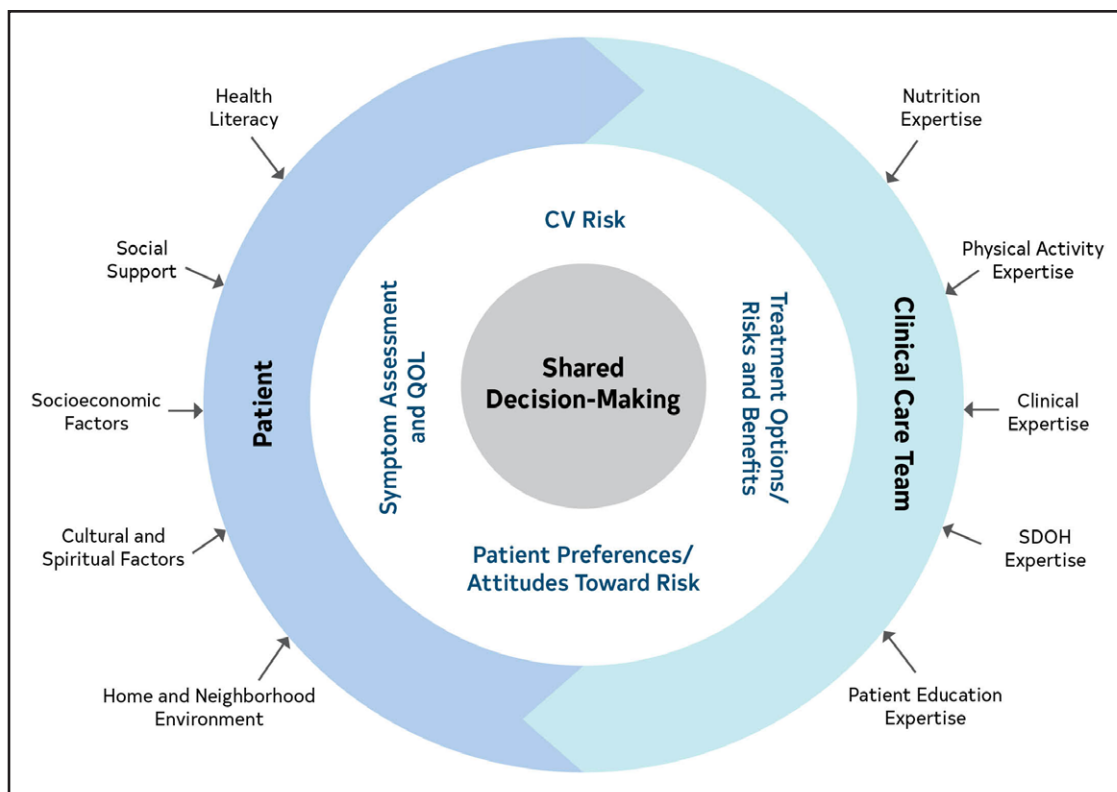 Health
Literacy
Social
Support
Socioeconomic
Factors
Cultural and
Spiritual Factors
Home and Neighborhood
Environment
Patient
CV Risk
Symptom Assessment
and QOL
Shared
Decision-Making
Treatment Options/
Risks and Benefits
Patient Preferences/
Attitudes Toward Risk
Clinical Care Team
Nutrition
Expertise
Physical Activity
Expertise
Clinical
Expertise
SDOH
Expertise
Patient Education
Expertise